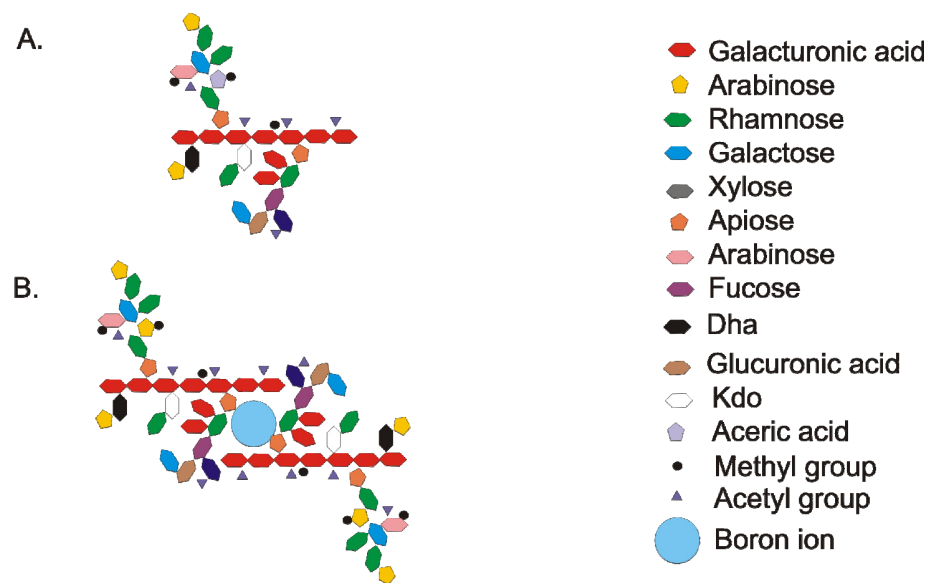 A.
B.
Galacturonic acid
Arabinose
Rhamnose
Galactose
Xylose
Apiose
Arabinose
Fucose
Dha
Glucuronic acid
Kdo
Aceric acid
Methyl group
Acetyl group
Boron ion